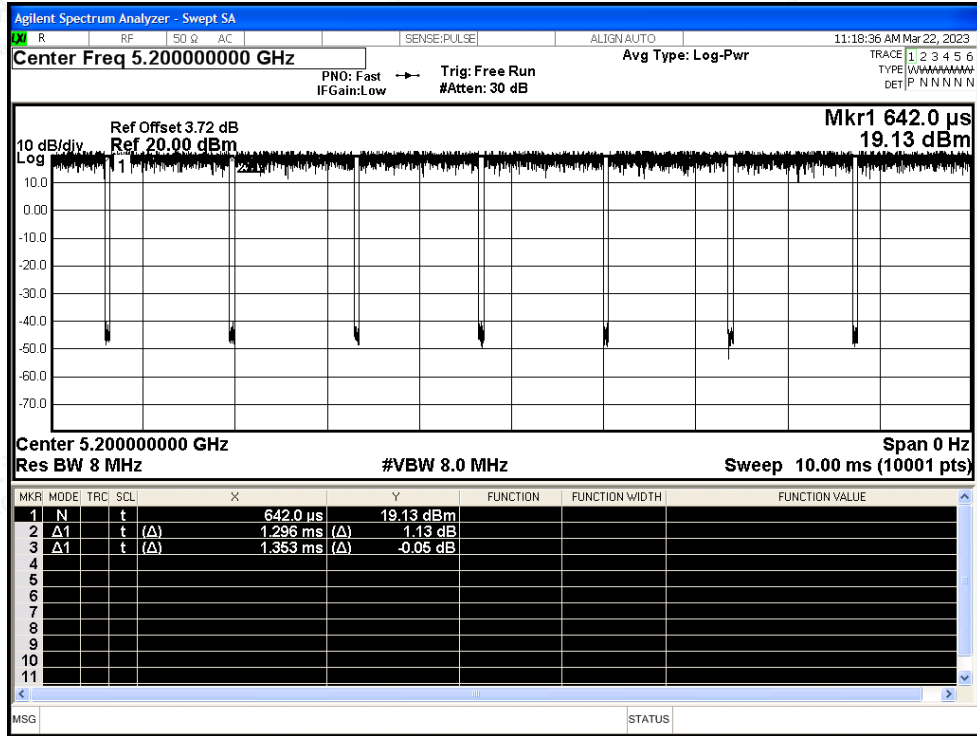 Agilent Spectrum Analyzer - Swept SA
LXI R RF 50 Ω AC SENSE:PULSE ALIGN AUTO 11:18:36 AM Mar 22, 2023
Center Freq 5.200000000 GHz Avg Type: Log-Pwr TRACE 1 2 3 4 5 6
PNO: Fast Trig: Free Run TYPE W
IFGain:Low #Atten: 30 dB DET P N N N N N
Mkr1 642.0 µs
Ref Offset 3.72 dB
10 dB/div Ref 20.00 dBm 19.13 dBm
Log
1
10.0
0.00
-10.0
-20.0
-30.0
-40.0
-50.0
-60.0
-70.0
Center 5.200000000 GHz Span 0 Hz
Res BW 8 MHz #VBW 8.0 MHz Sweep 10.00 ms (10001 pts)
MKR MODE TRC SCL X Y FUNCTION FUNCTION WIDTH FUNCTION VALUE
1 N t 642.0 µs 19.13 dBm
2 Δ1 t (Δ) 1.296 ms (Δ) 1.13 dB
3 Δ1 t (Δ) 1.353 ms (Δ) -0.05 dB
4
5
6
7
8
9
10
11
MSG STATUS